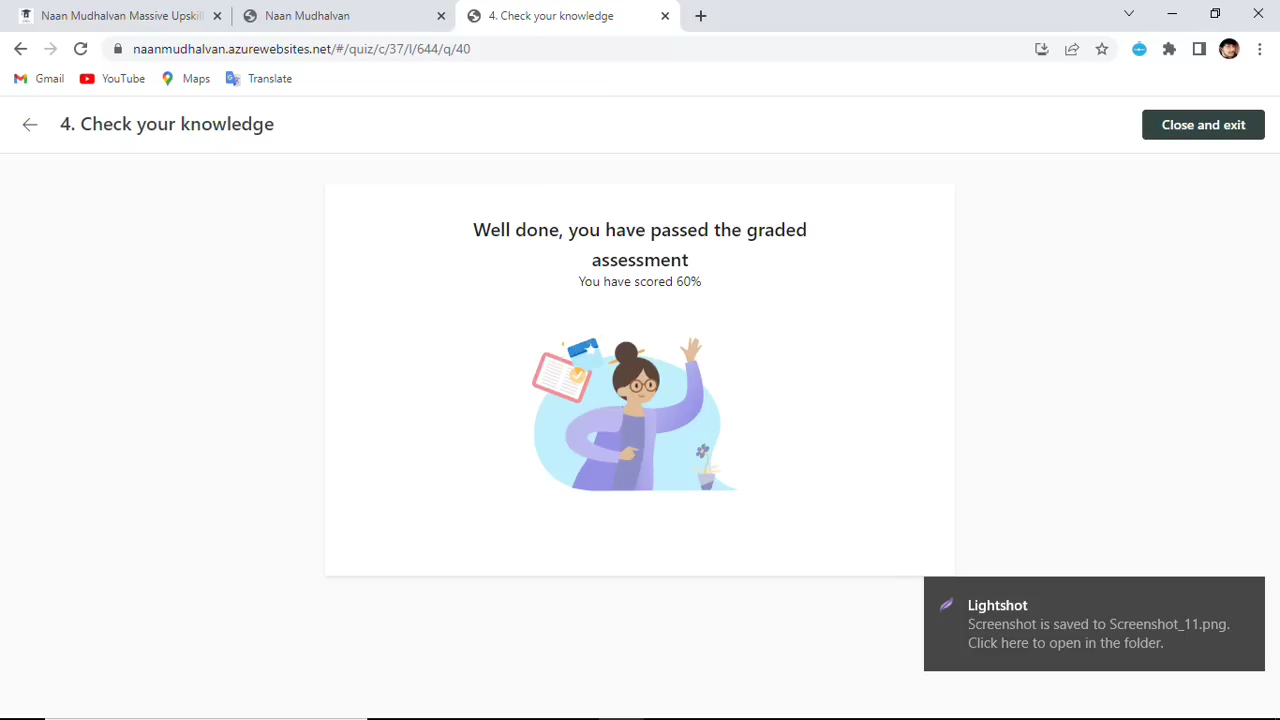 Naan Mudhalvan Massive Upskill
Naan Mudhalvan
4. Check your knowledge
naanmudhalvan.azurewebsites.net/#/quiz/c/37/l/644/q/40
Gmail
YouTube
Maps
Translate
4. Check your knowledge
Close and exit
Well done, you have passed the graded
assessment
You have scored 60%
Lightshot
Screenshot is saved to Screenshot_11.png.
Click here to open in the folder.